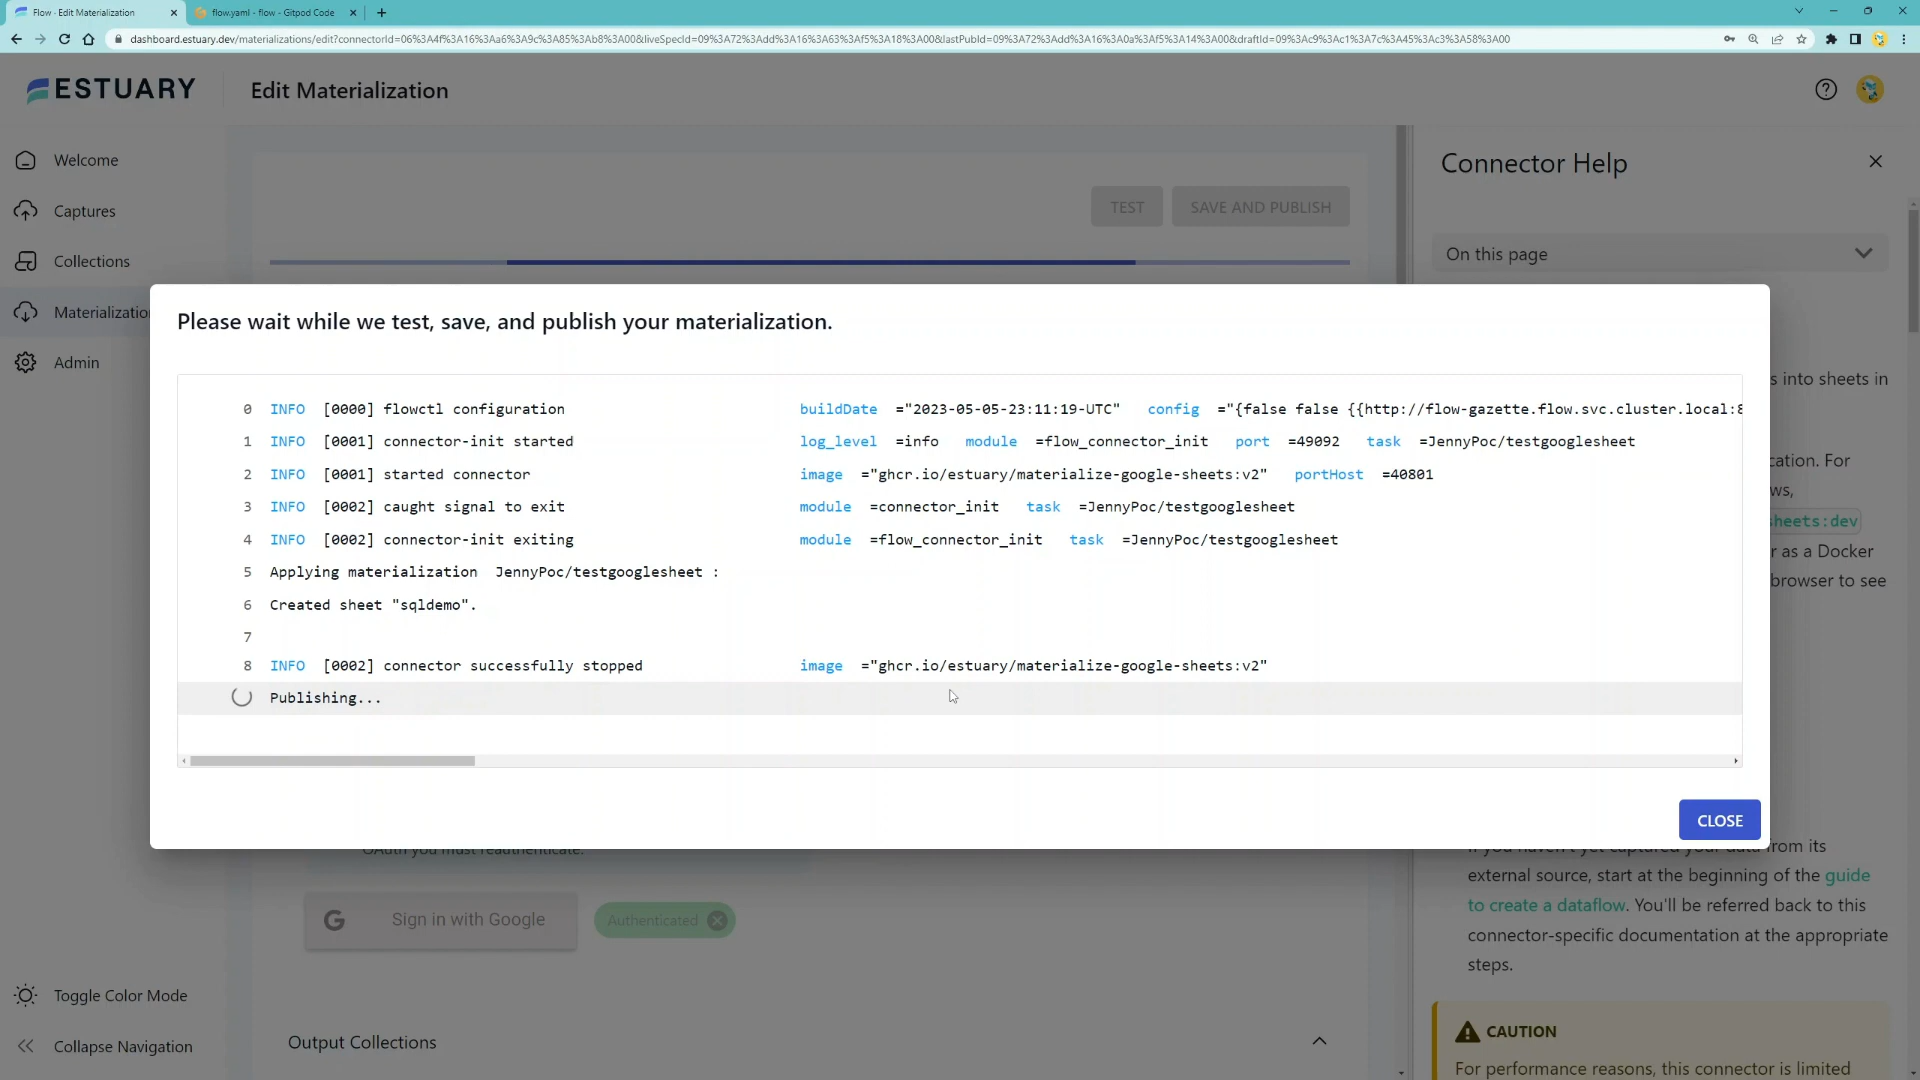 Flow - Edit Materialization
flow.yaml - flow - Gitpod Code
dashboard.estuary.dev/materializations/edit?connectorId=06%3A4f%3A16%3Aa6%3A9c%3A85%3Ab8%3A00&liveSpecId=09%3A72%3Add%3A16%3A63%3Af5%3A18%3A00&lastPubId=09%3A72%3Add%3A16%3A0a%3Af5%3A14%3A00&draftId=09%3Ac9%3Ac1%3A7c%3A45%3Ac3%3A58%3A00
ESTUARY
Edit Materialization
Welcome
Captures
Collections
Materializatio
Admin
TEST
SAVE AND PUBLISH
Connector Help
On this page
Please wait while we test, save, and publish your materialization.
0 INFO [0000] flowctl configuration buildDate ="2023-05-05-23:11:19-UTC" config ="{false false {{http://flow-gazette.flow.svc.cluster.local:8
1 INFO [0001] connector-init started log_level =info module =flow_connector_init port =49092 task =JennyPoc/testgooglesheet
2 INFO [0001] started connector image ="ghcr.io/estuary/materialize-google-sheets:v2" portHost =40801
3 INFO [0002] caught signal to exit module =connector_init task =JennyPoc/testgooglesheet
4 INFO [0002] connector-init exiting module =flow_connector_init task =JennyPoc/testgooglesheet
5 Applying materialization JennyPoc/testgooglesheet :
6 Created sheet "sqldemo".
7
8 INFO [0002] connector successfully stopped image ="ghcr.io/estuary/materialize-google-sheets:v2"
Publishing...
CLOSE
s into sheets in
cation. For
ws,
heets:dev
r as a Docker
browser to see
OAuth you must reauthenticate.
Sign in with Google
Authenticated
Output Collections
If you haven't yet captured your data from its
external source, start at the beginning of the guide
to create a dataflow. You'll be referred back to this
connector-specific documentation at the appropriate
steps.
CAUTION
For performance reasons, this connector is limited
Toggle Color Mode
Collapse Navigation